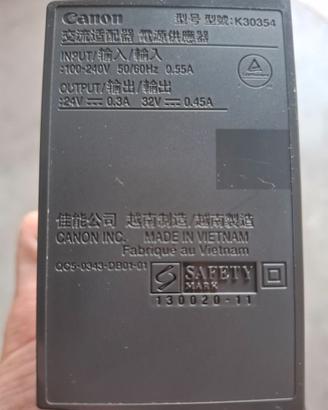 Canon 型号 型號:K30354
交流适配器 電源供應器
INPUT/输入/輸入
:100-240V 50/60Hz 0.55A
OUTPUT/输出/輸出
:24V ⎓ 0.3A 32V ⎓ 0.45A
佳能公司 越南制造/越南製造
CANON INC. MADE IN VIETNAM
Fabrique au Vietnam
QC5-0343-DB01-01
SAFETY
MARK
130020-11